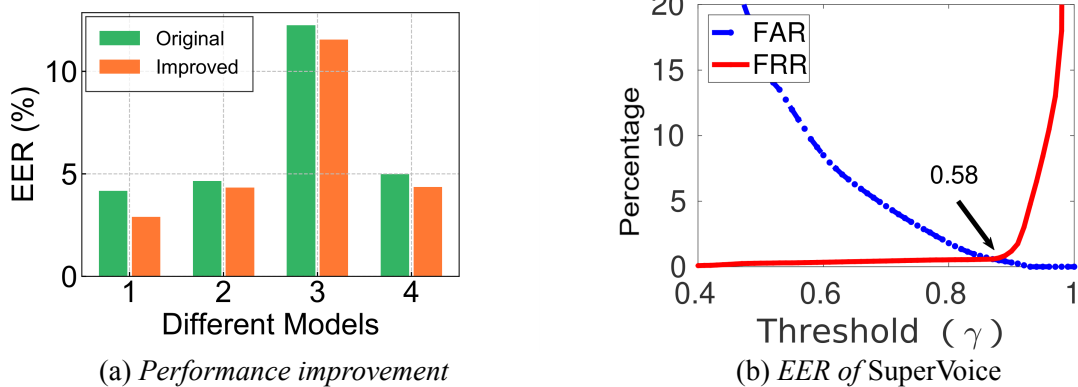 Original
Improved
10
5
0
EER (%)
1 2 3 4
Different Models
(a) Performance improvement
20
15
10
5
0
Percentage
FAR
FRR
0.58
0.4 0.6 0.8 1
Threshold (γ)
(b) EER of SuperVoice